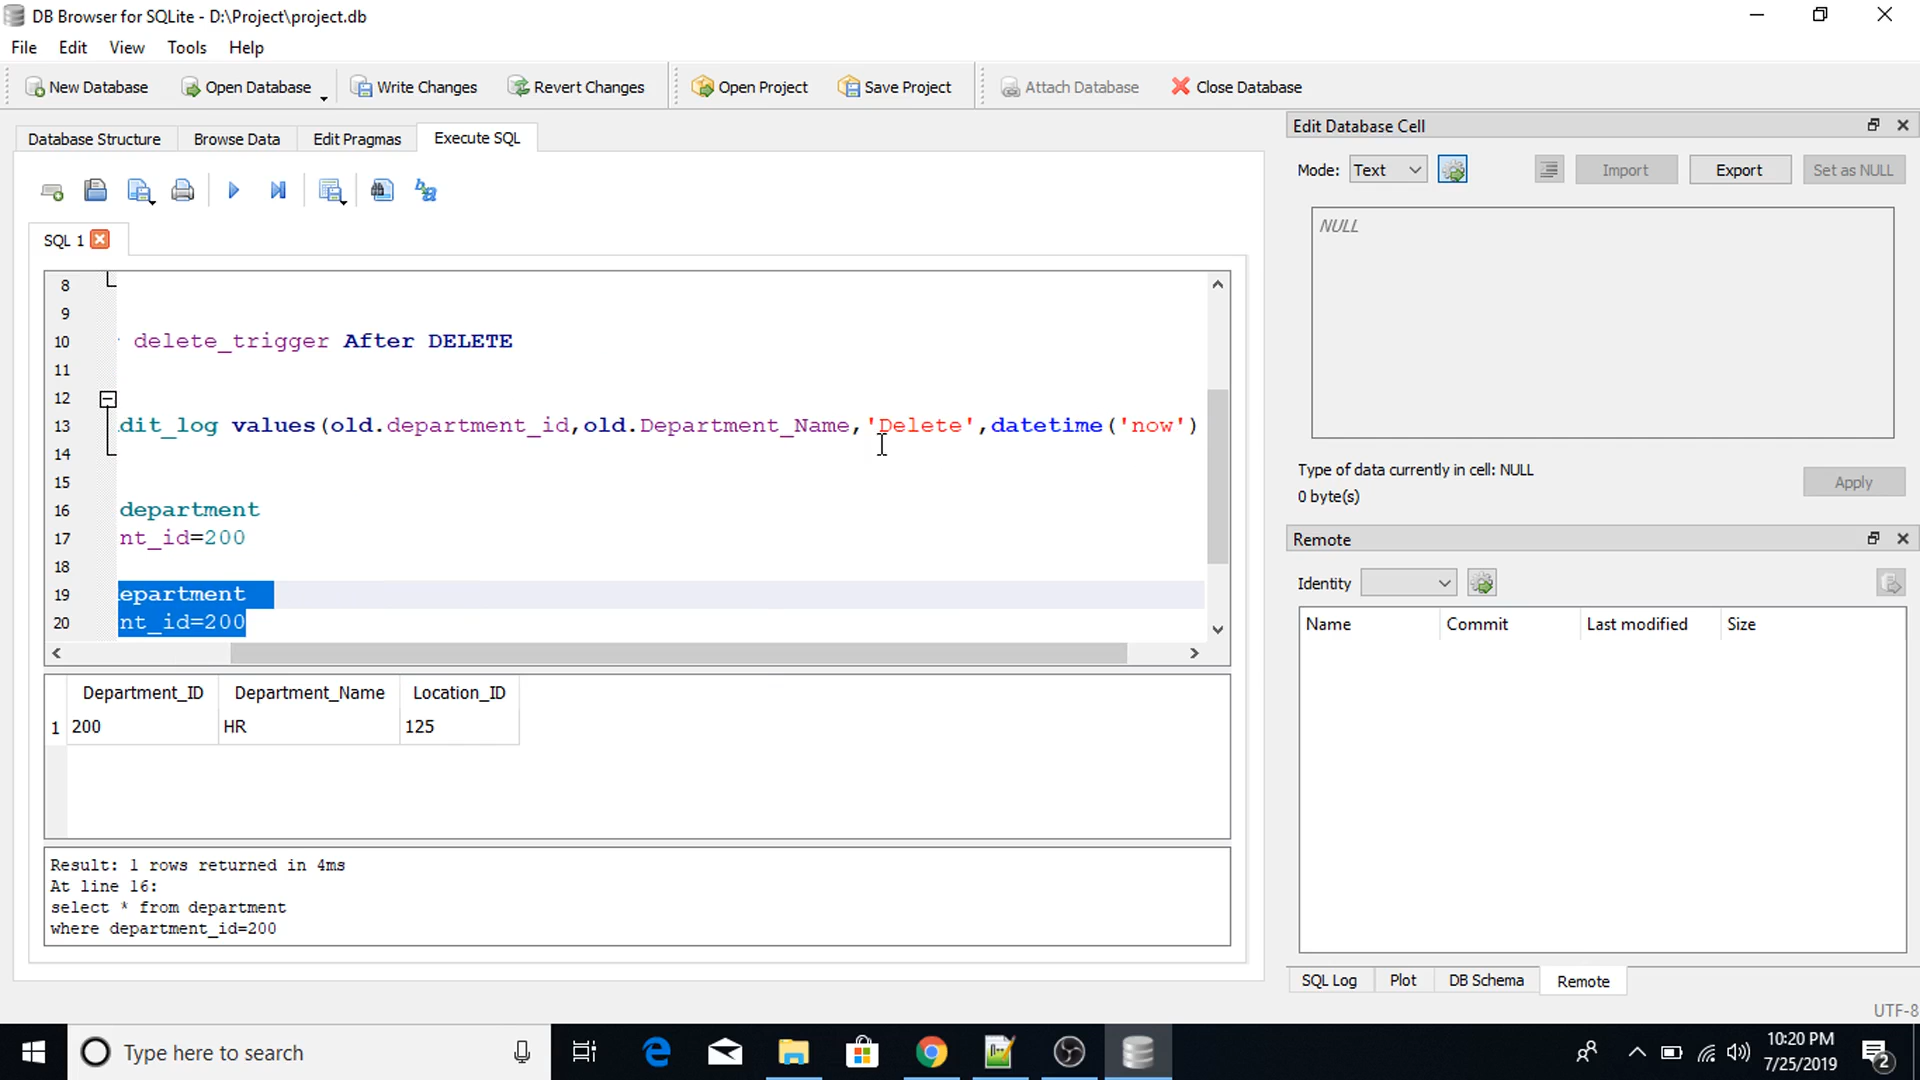 DB Browser for SQLite - D:\Project\project.db
File Edit View Tools Help
New Database Open Database Write Changes Revert Changes Open Project Save Project Attach Database Close Database
Database Structure Browse Data Edit Pragmas Execute SQL
SQL 1
8
9
10 delete_trigger After DELETE
11
12
13 dit_log values(old.department_id,old.Department_Name,'Delete',datetime('now')
14
15
16 department
17 nt_id=200
18
19 epartment
20 nt_id=200
Department_ID Department_Name Location_ID
1 200 HR 125
Result: 1 rows returned in 4ms
At line 16:
select * from department
where department_id=200
Edit Database Cell
Mode: Text Import Export Set as NULL
NULL
Type of data currently in cell: NULL
0 byte(s)
Apply
Remote
Identity
Name Commit Last modified Size
SQL Log Plot DB Schema Remote
UTF-8
Type here to search
10:20 PM
7/25/2019
2